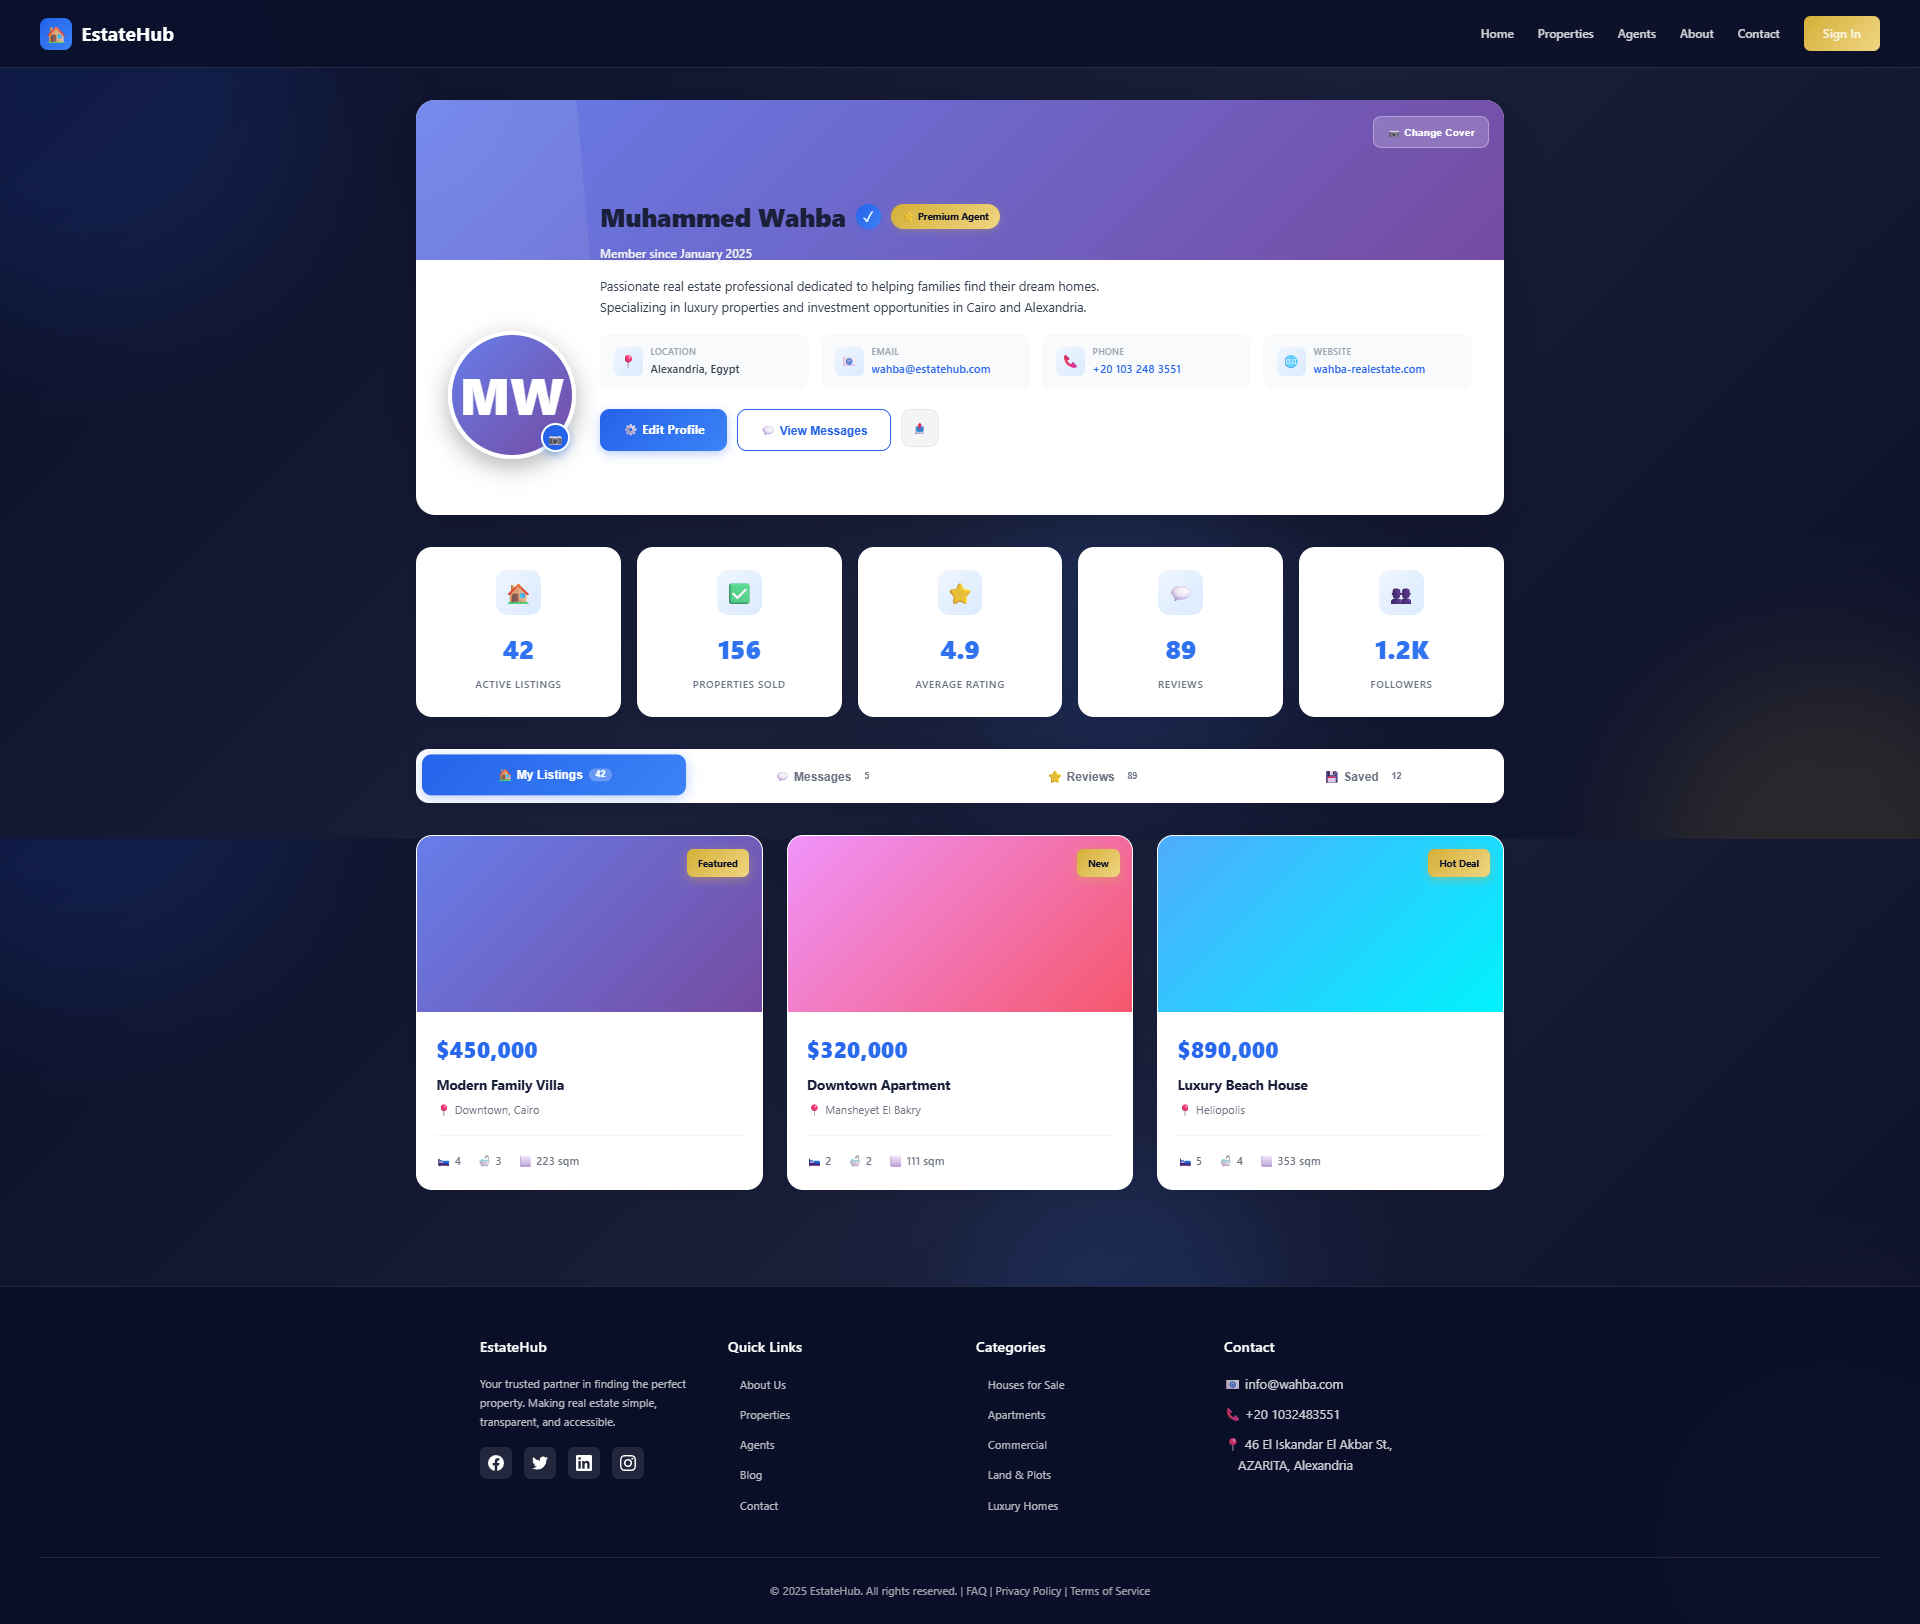 EstateHub
Home Properties Agents About Contact Sign In
Change Cover
Muhammed Wahba ✓ Premium Agent
Member since January 2025
Passionate real estate professional dedicated to helping families find their dream homes.
Specializing in luxury properties and investment opportunities in Cairo and Alexandria.
MW
LOCATION
Alexandria, Egypt
EMAIL
wahba@estatehub.com
PHONE
+20 103 248 3551
WEBSITE
wahba-realestate.com
Edit Profile View Messages
42
ACTIVE LISTINGS
156
PROPERTIES SOLD
4.9
AVERAGE RATING
89
REVIEWS
1.2K
FOLLOWERS
My Listings 42 Messages 5 Reviews 89 Saved 12
Featured
$450,000
Modern Family Villa
Downtown, Cairo
4 3 223 sqm
New
$320,000
Downtown Apartment
Mansheyet El Bakry
2 2 111 sqm
Hot Deal
$890,000
Luxury Beach House
Heliopolis
5 4 353 sqm
EstateHub
Your trusted partner in finding the perfect
property. Making real estate simple,
transparent, and accessible.
Quick Links
About Us
Properties
Agents
Blog
Contact
Categories
Houses for Sale
Apartments
Commercial
Land & Plots
Luxury Homes
Contact
info@wahba.com
+20 1032483551
46 El Iskandar El Akbar St.,
AZARITA, Alexandria
© 2025 EstateHub. All rights reserved. | FAQ | Privacy Policy | Terms of Service